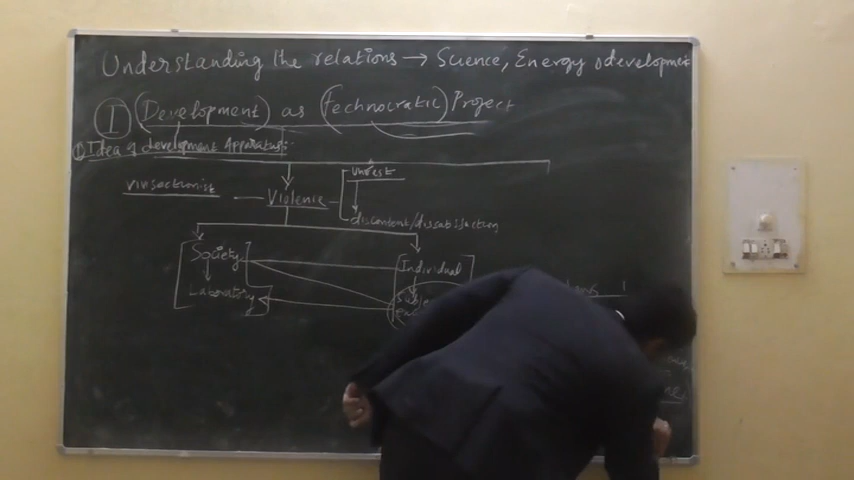 Understanding the relations → Science, Energy & development
I (Development) as (Technocratic) Project
1) Idea of development Apparatus:-
unrest
vivisectionist — Violence
discontent/dissatisfaction
Society
Individual
Laboratory